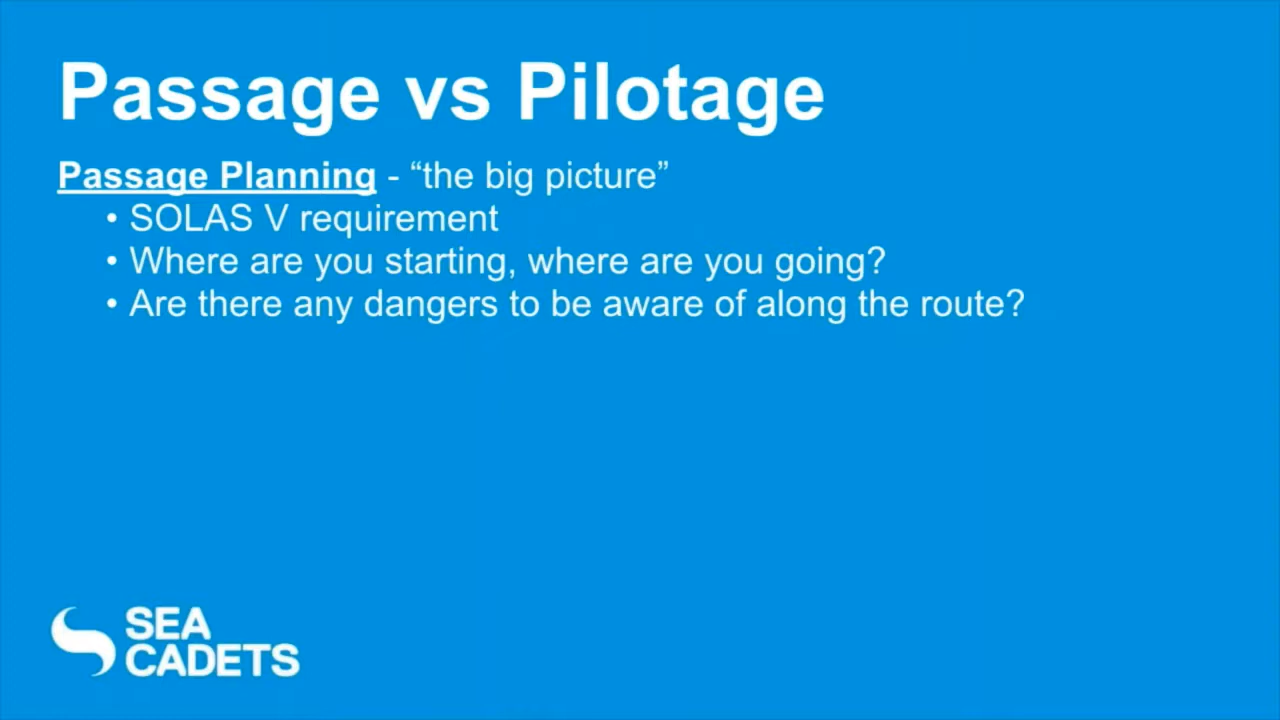 Passage vs Pilotage
Passage Planning - “the big picture”
• SOLAS V requirement
• Where are you starting, where are you going?
• Are there any dangers to be aware of along the route?
SEA
CADETS